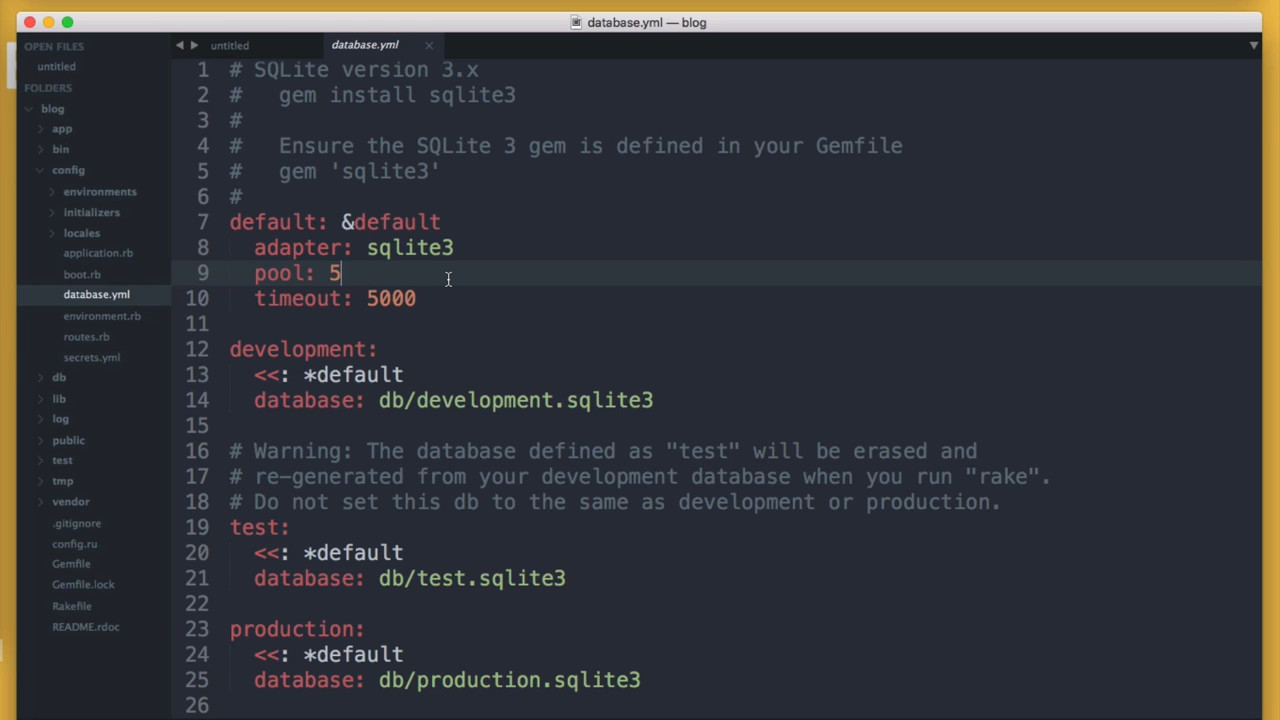 database.yml — blog
OPEN FILES
untitled
FOLDERS
blog
app
bin
config
environments
initializers
locales
application.rb
boot.rb
database.yml
environment.rb
routes.rb
secrets.yml
db
lib
log
public
test
tmp
vendor
.gitignore
config.ru
Gemfile
Gemfile.lock
Rakefile
README.rdoc
untitled
database.yml
1 # SQLite version 3.x
2 #   gem install sqlite3
3 #
4 #   Ensure the SQLite 3 gem is defined in your Gemfile
5 #   gem 'sqlite3'
6 #
7 default: &default
8   adapter: sqlite3
9   pool: 5
10   timeout: 5000
11
12 development:
13   <<: *default
14   database: db/development.sqlite3
15
16 # Warning: The database defined as "test" will be erased and
17 # re-generated from your development database when you run "rake".
18 # Do not set this db to the same as development or production.
19 test:
20   <<: *default
21   database: db/test.sqlite3
22
23 production:
24   <<: *default
25   database: db/production.sqlite3
26